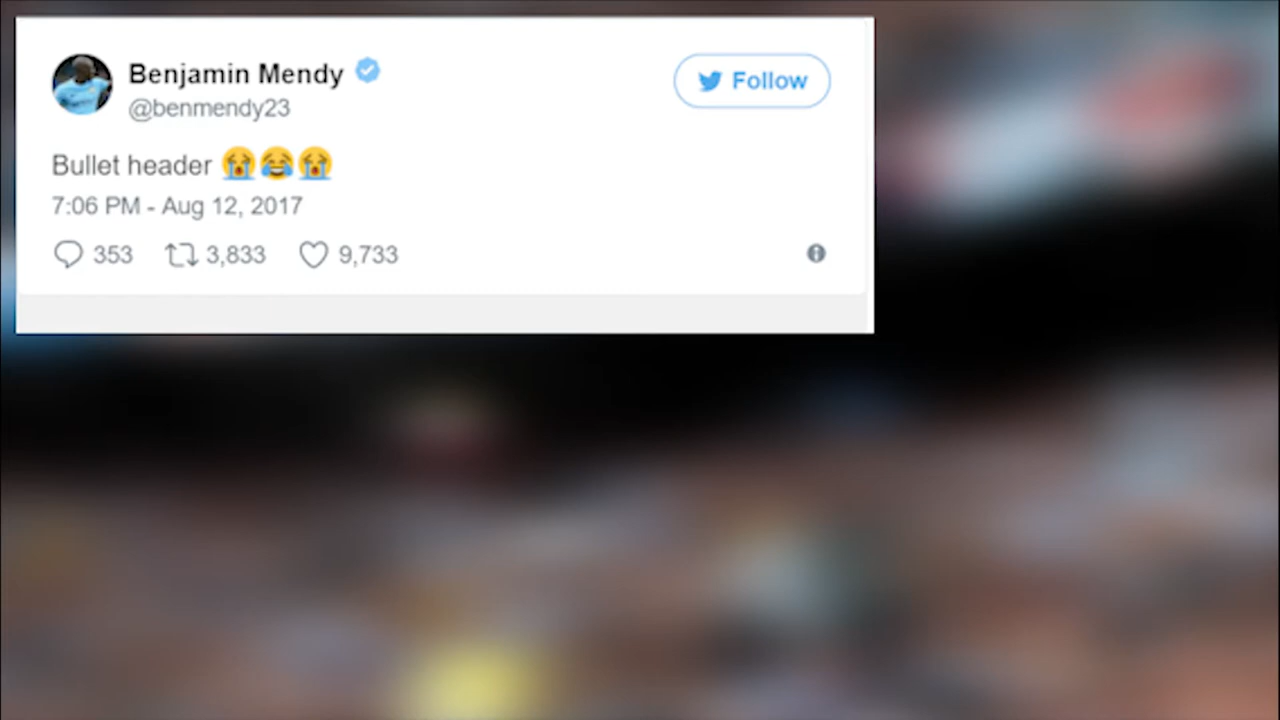 Benjamin Mendy
@benmendy23
Follow
Bullet header 😭😂😭
7:06 PM - Aug 12, 2017
353 3,833 9,733